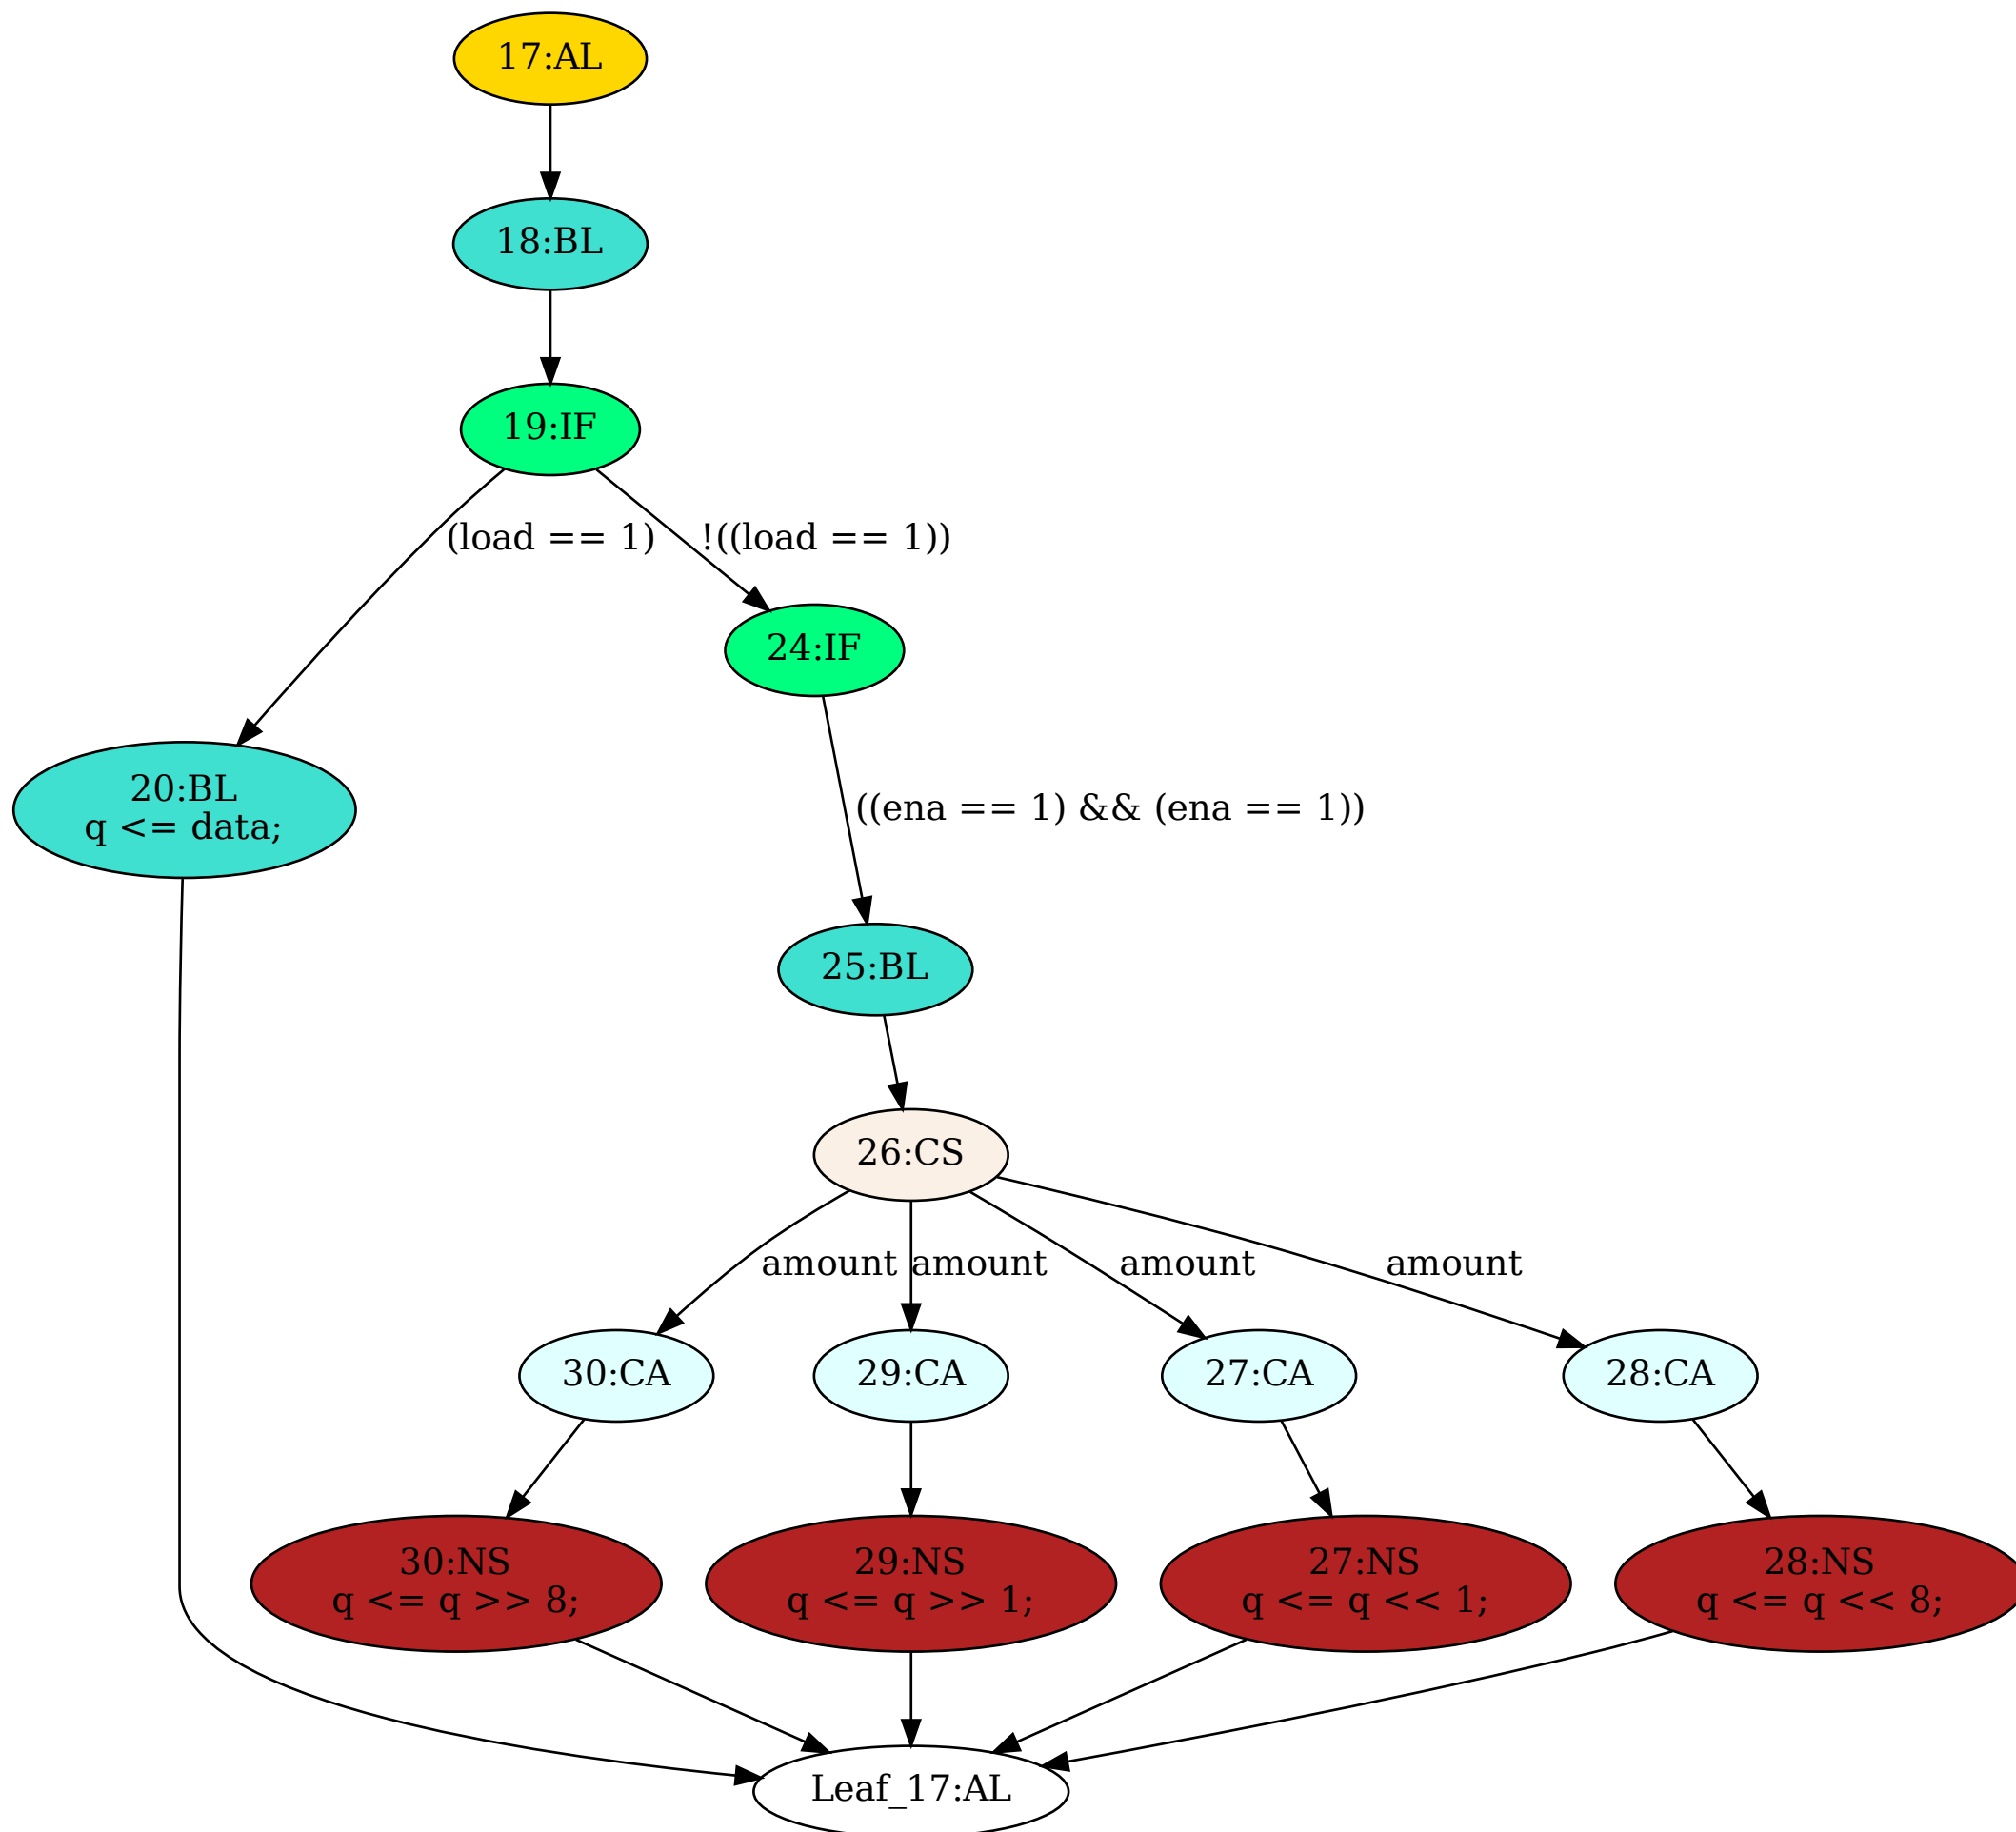 17:AL
18:BL
19:IF
(load == 1)
!((load == 1))
24:IF
20:BL
q <= data;
((ena == 1) && (ena == 1))
25:BL
26:CS
amount
amount
amount
amount
30:CA
29:CA
27:CA
28:CA
30:NS
q <= q >> 8;
29:NS
q <= q >> 1;
27:NS
q <= q << 1;
28:NS
q <= q << 8;
Leaf_17:AL